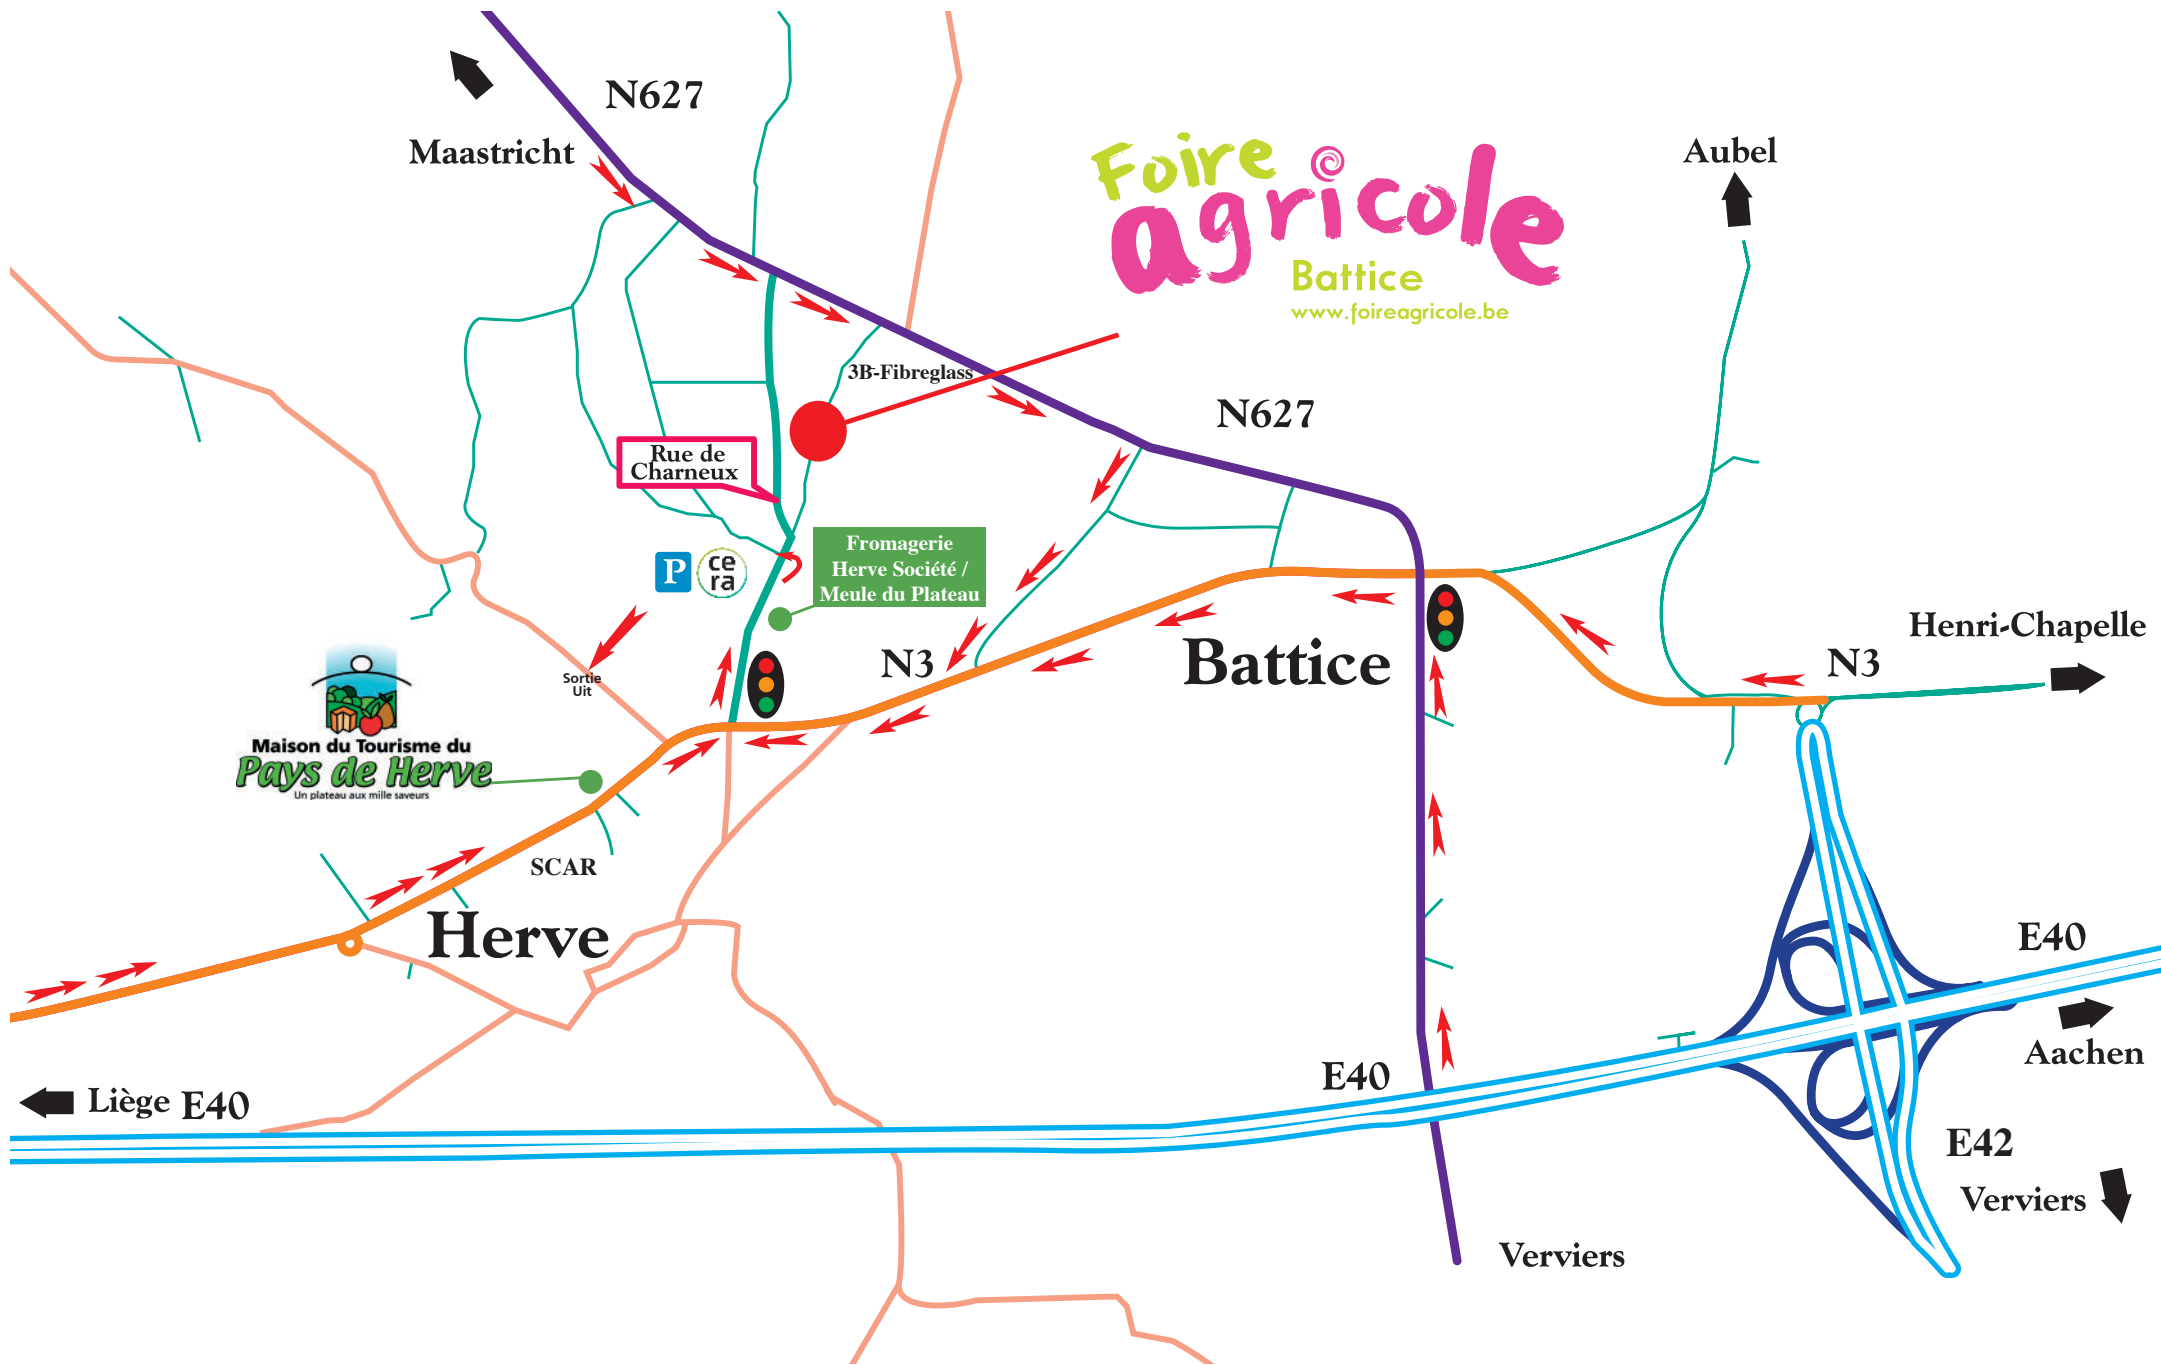 N627
Maastricht
Foire
agricole
Battice
www.foireagricole.be
Aubel
3B-Fibreglass
N627
Rue de
Charneux
P
ce
ra
Fromagerie
Herve Société /
Meule du Plateau
Sortie
Uit
N3
Battice
Henri-Chapelle
N3
Maison du Tourisme du
Pays de Herve
Un plateau aux mille saveurs
SCAR
Herve
E40
Aachen
E40
Liège E40
E42
Verviers
Verviers